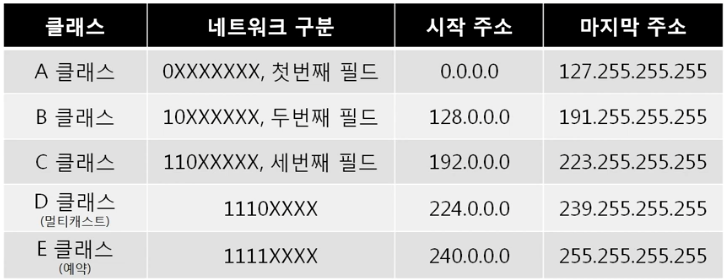 클래스 네트워크 구분 시작 주소 마지막 주소
A 클래스 0XXXXXXX, 첫번째 필드 0.0.0.0 127.255.255.255
B 클래스 10XXXXXX, 두번째 필드 128.0.0.0 191.255.255.255
C 클래스 110XXXXX, 세번째 필드 192.0.0.0 223.255.255.255
D 클래스 1110XXXX 224.0.0.0 239.255.255.255
(멀티캐스트)
E 클래스 1111XXXX 240.0.0.0 255.255.255.255
(예약)